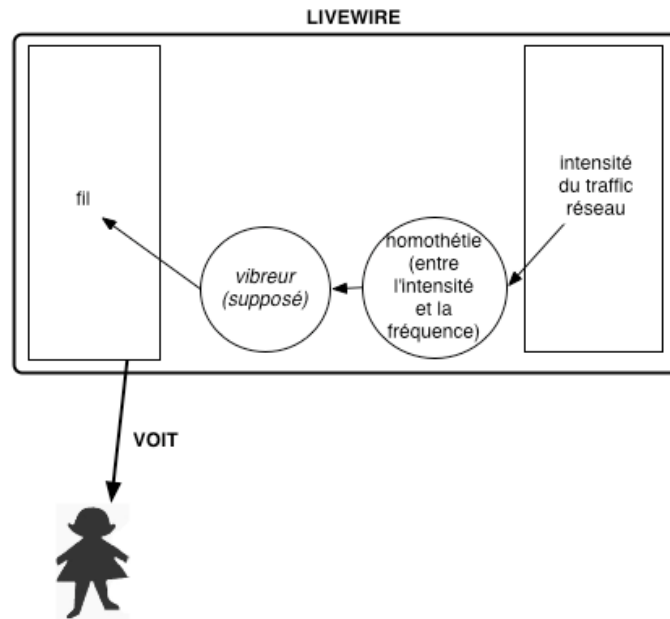 LIVEWIRE
fil
vibreur
(supposé)
homothétie
(entre
l'intensité
et la
fréquence)
intensité
du traffic
réseau
VOIT